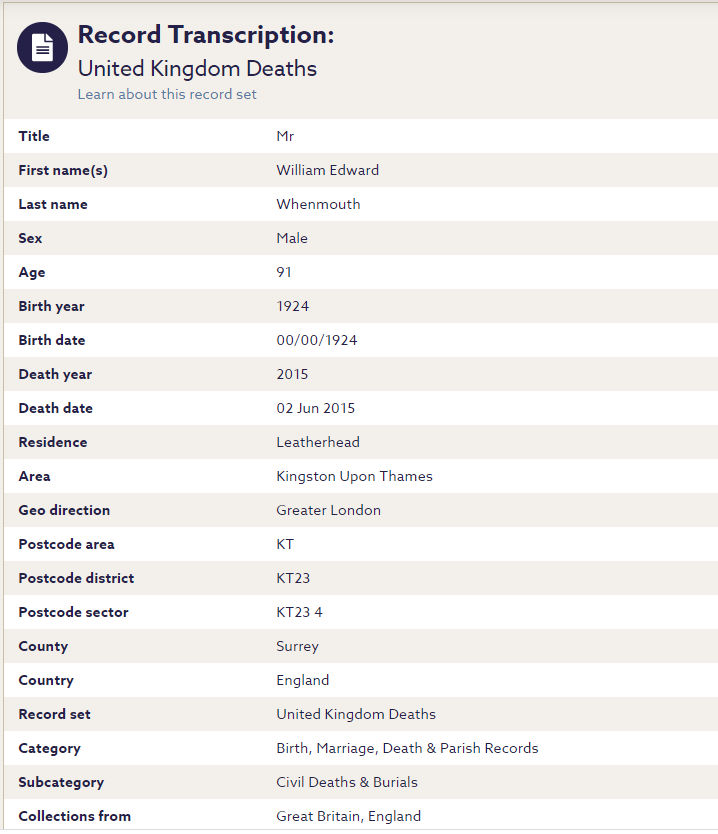 Record Transcription:
United Kingdom Deaths
Learn about this record set
Title Mr
First name(s) William Edward
Last name Whenmouth
Sex Male
Age 91
Birth year 1924
Birth date 00/00/1924
Death year 2015
Death date 02 Jun 2015
Residence Leatherhead
Area Kingston Upon Thames
Geo direction Greater London
Postcode area KT
Postcode district KT23
Postcode sector KT23 4
County Surrey
Country England
Record set United Kingdom Deaths
Category Birth, Marriage, Death & Parish Records
Subcategory Civil Deaths & Burials
Collections from Great Britain, England